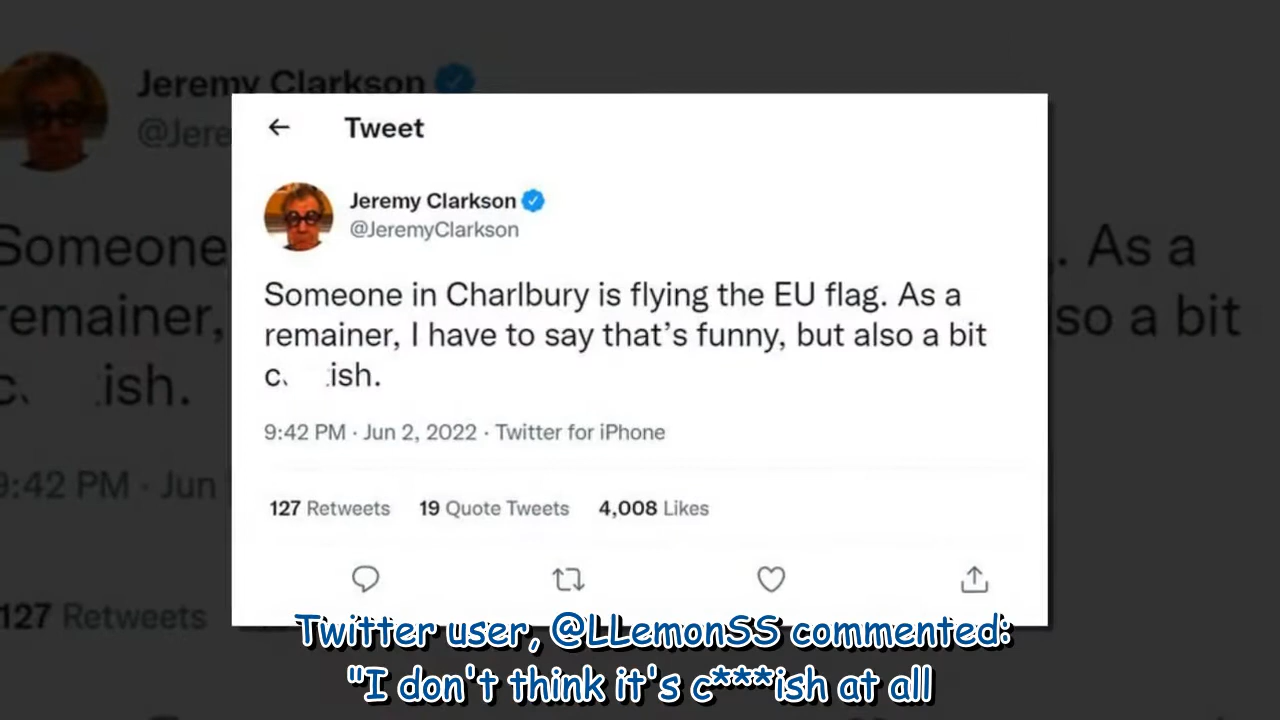 Jeremy Clarkson
@Jere
Tweet
Jeremy Clarkson
@JeremyClarkson
Someone in Charlbury is flying the EU flag. As a
remainer, I have to say that's funny, but also a bit
c ish.
9:42 PM · Jun 2, 2022 · Twitter for iPhone
127 Retweets 19 Quote Tweets 4,008 Likes
Someone . As a
remainer, so a bit
c ish.
9:42 PM · Jun
127 Retweets
Twitter user, @LLemonSS commented:
"I don't think it's c***ish at all